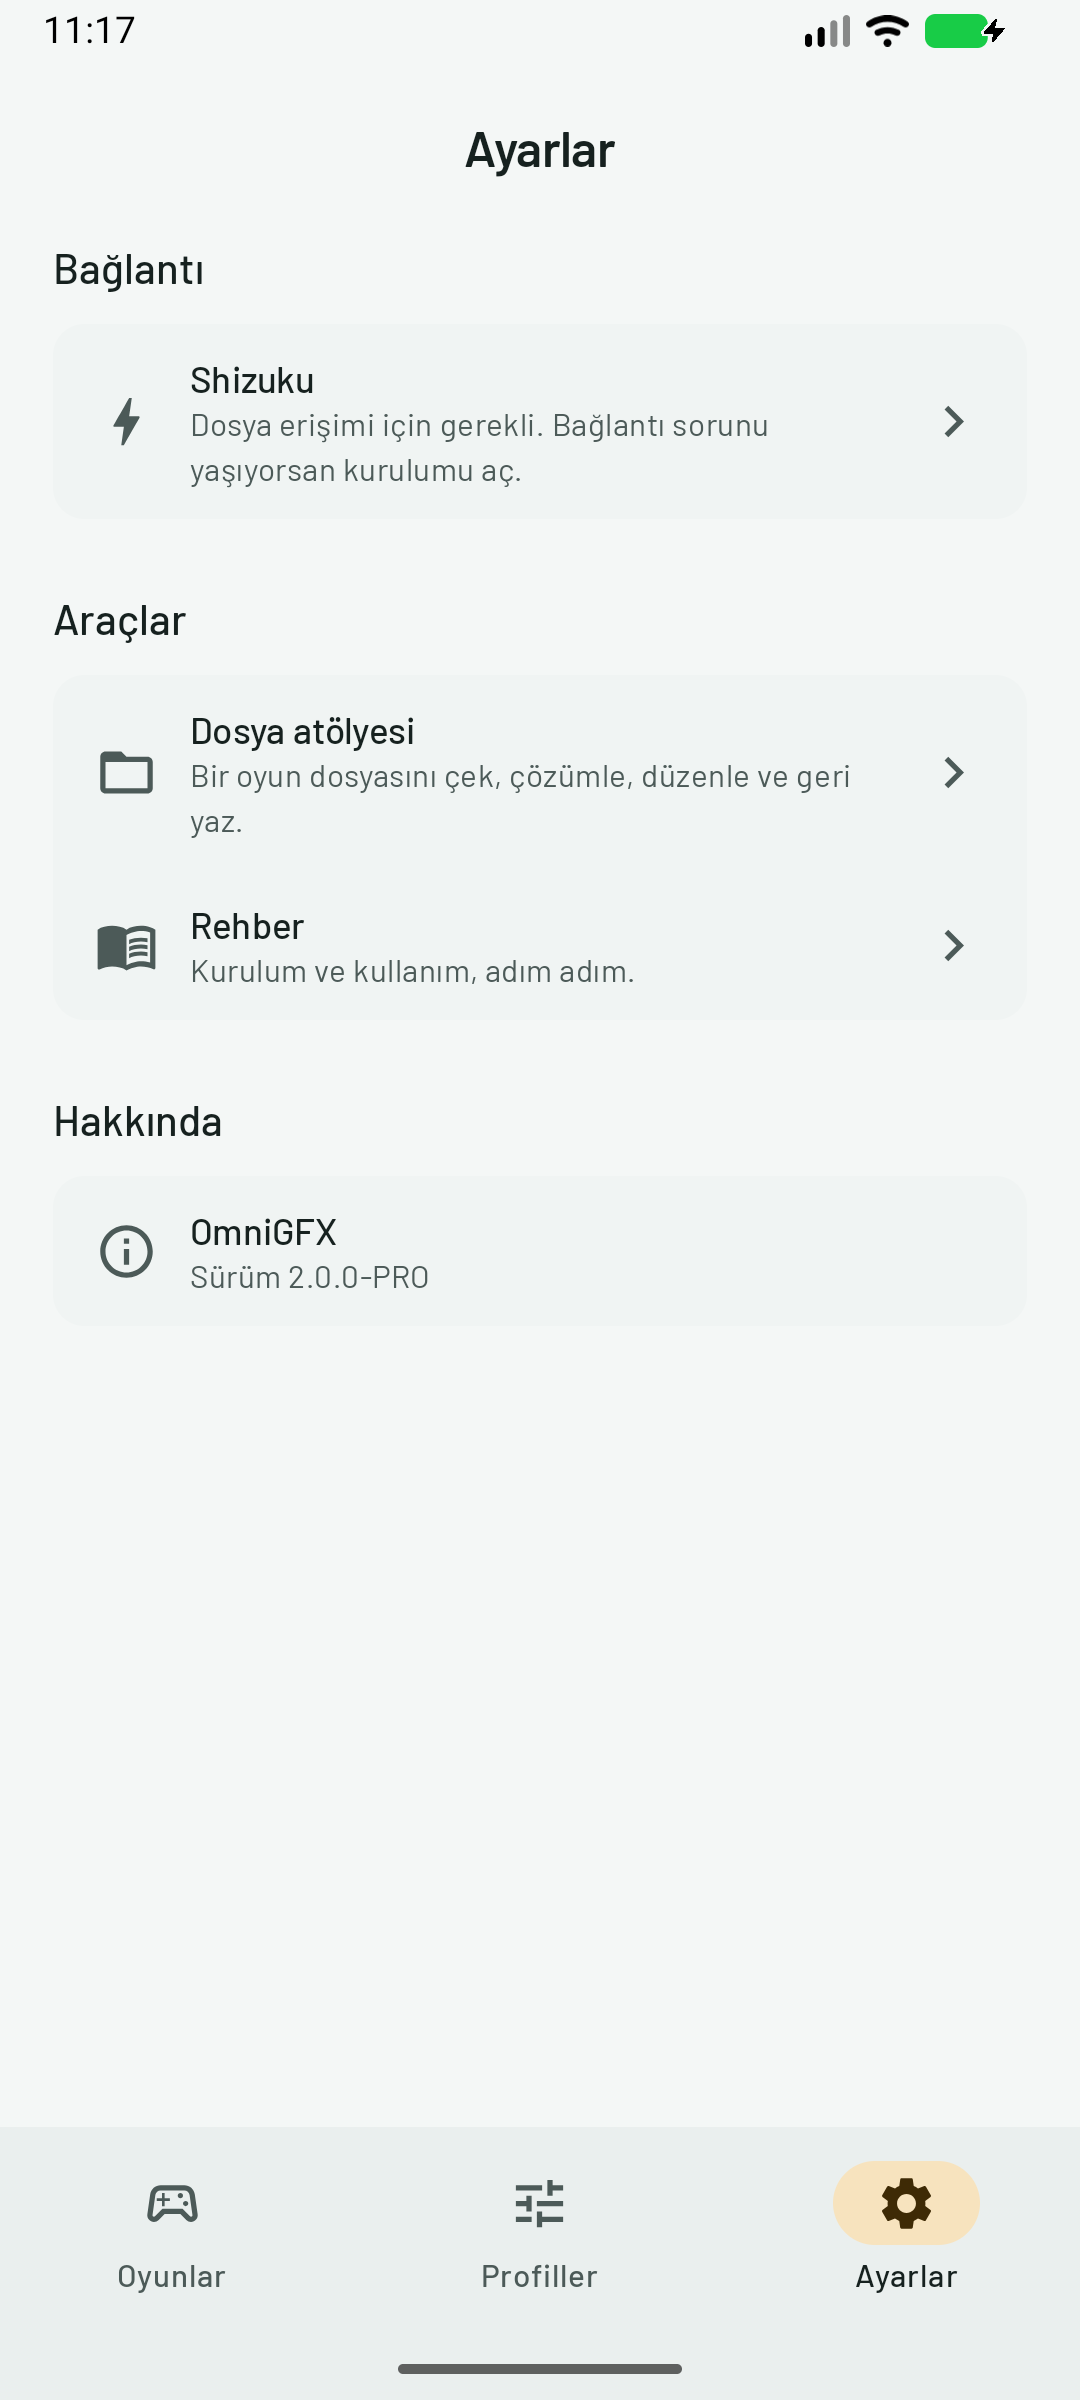 11:17
Ayarlar
Bağlantı
Shizuku
Dosya erişimi için gerekli. Bağlantı sorunu
yaşıyorsan kurulumu aç.
Araçlar
Dosya atölyesi
Bir oyun dosyasını çek, çözümle, düzenle ve geri
yaz.
Rehber
Kurulum ve kullanım, adım adım.
Hakkında
OmniGFX
Sürüm 2.0.0-PRO
Oyunlar
Profiller
Ayarlar